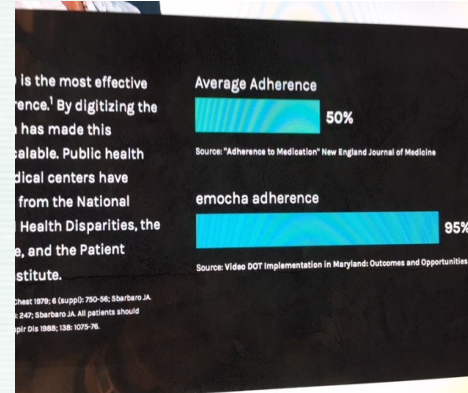 is the most effective
rence.¹ By digitizing the
has made this
calable. Public health
dical centers have
from the National
Health Disparities, the
e, and the Patient
stitute.
Chest 1979; 6 (suppl): 750-56; Sbarbaro JA.
: 247; Sbarbaro JA. All patients should
spir Dis 1988; 138: 1075-76.
Average Adherence
50%
Source: "Adherence to Medication" New England Journal of Medicine
emocha adherence
95%
Source: Video DOT Implementation in Maryland: Outcomes and Opportunities